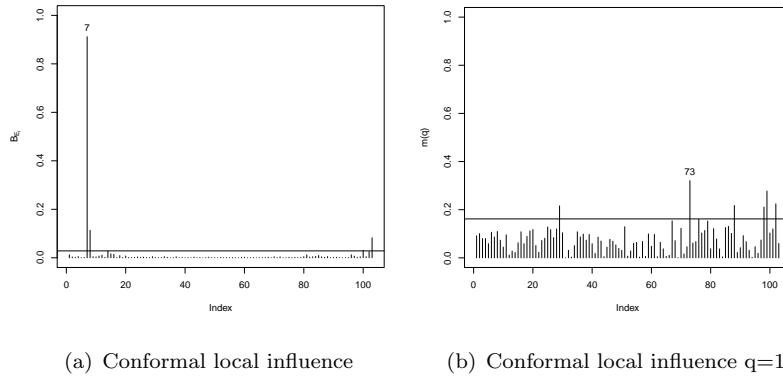 7
B_{E_i}
1.0
0.8
0.6
0.4
0.2
0.0
0 20 40 60 80 100
Index
(a) Conformal local influence
73
m(q)
1.0
0.8
0.6
0.4
0.2
0.0
0 20 40 60 80 100
Index
(b) Conformal local influence q=1